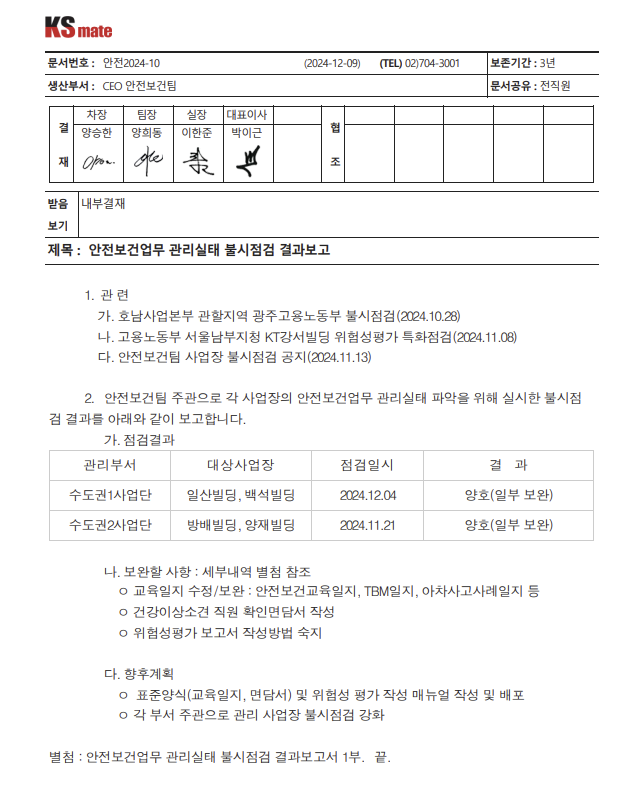 KS mate
문서번호 : 안전2024-10 (2024-12-09) (TEL) 02)704-3001 보존기간 : 3년
생산부서 : CEO 안전보건팀 문서공유 : 전직원
결재 차장 팀장 실장 대표이사 협조
양승한 양희동 이한준 박이근
받음 내부결재
보기
제목 : 안전보건업무 관리실태 불시점검 결과보고
1. 관 련
가. 호남사업본부 관할지역 광주고용노동부 불시점검(2024.10.28)
나. 고용노동부 서울남부지청 KT강서빌딩 위험성평가 특화점검(2024.11.08)
다. 안전보건팀 사업장 불시점검 공지(2024.11.13)
2. 안전보건팀 주관으로 각 사업장의 안전보건업무 관리실태 파악을 위해 실시한 불시점
검 결과를 아래와 같이 보고합니다.
가. 점검결과
관리부서 대상사업장 점검일시 결 과
수도권1사업단 일산빌딩, 백석빌딩 2024.12.04 양호(일부 보완)
수도권2사업단 방배빌딩, 양재빌딩 2024.11.21 양호(일부 보완)
나. 보완할 사항 : 세부내역 별첨 참조
ㅇ 교육일지 수정/보완 : 안전보건교육일지, TBM일지, 아차사고사례일지 등
ㅇ 건강이상소견 직원 확인면담서 작성
ㅇ 위험성평가 보고서 작성방법 숙지
다. 향후계획
ㅇ 표준양식(교육일지, 면담서) 및 위험성 평가 작성 매뉴얼 작성 및 배포
ㅇ 각 부서 주관으로 관리 사업장 불시점검 강화
별첨 : 안전보건업무 관리실태 불시점검 결과보고서 1부. 끝.